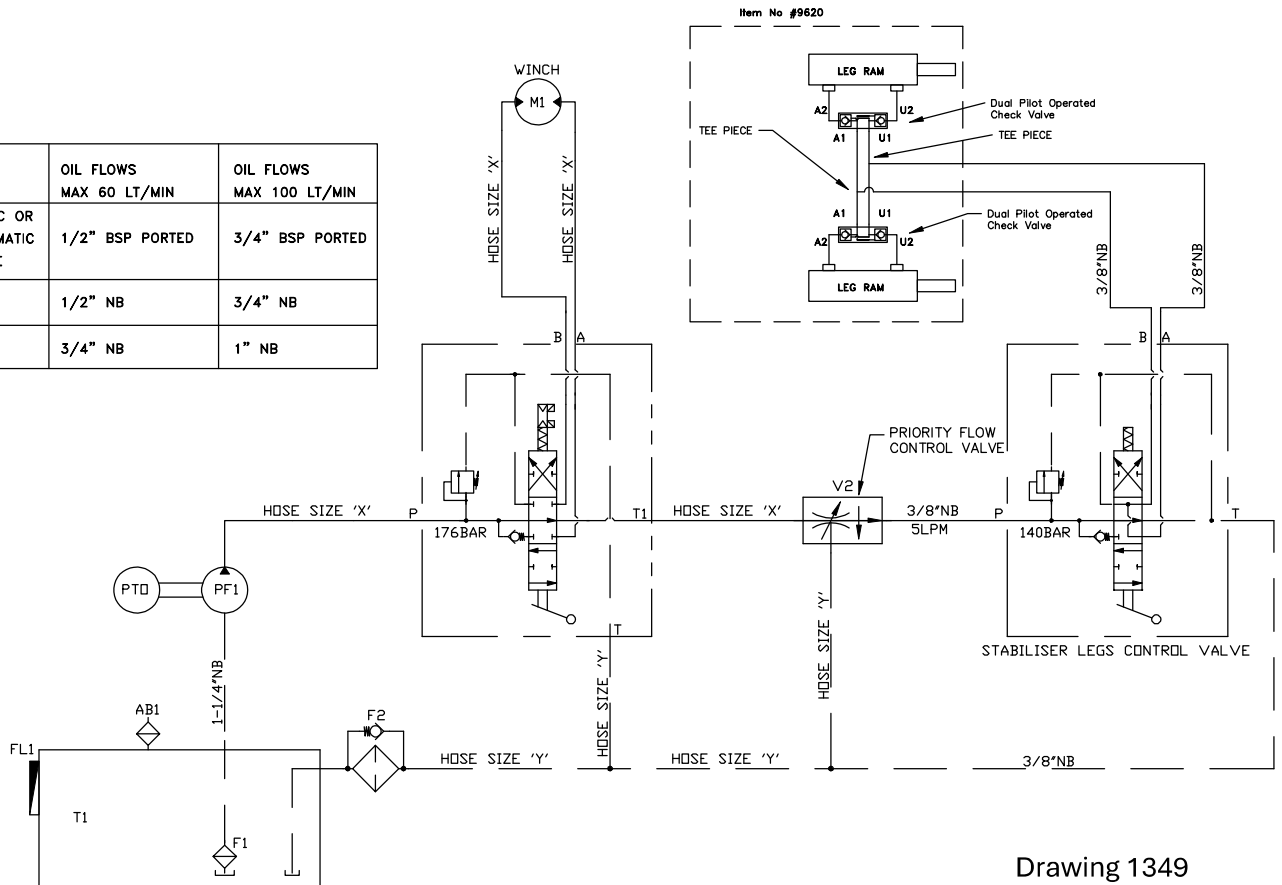 Item No #9620
WINCH
M1
LEG RAM
A2
U2
Dual Pilot Operated
Check Valve
A1
U1
TEE PIECE
TEE PIECE
A1
U1
Dual Pilot Operated
Check Valve
A2
U2
LEG RAM
OIL FLOWS
MAX 60 LT/MIN
OIL FLOWS
MAX 100 LT/MIN
C OR
MATIC
1/2" BSP PORTED
3/4" BSP PORTED
1/2" NB
3/4" NB
3/4" NB
1" NB
HOSE SIZE 'X'
HOSE SIZE 'X'
3/8"NB
3/8"NB
B
A
B
A
PRIORITY FLOW
CONTROL VALVE
V2
HOSE SIZE 'X'
P
176BAR
T1
HOSE SIZE 'X'
3/8"NB
5LPM
P
140BAR
T
PTO
PF1
T
STABILISER LEGS CONTROL VALVE
1-1/4"NB
HOSE SIZE 'Y'
HOSE SIZE 'Y'
AB1
F2
FL1
HOSE SIZE 'Y'
HOSE SIZE 'Y'
3/8"NB
T1
F1
Drawing 1349